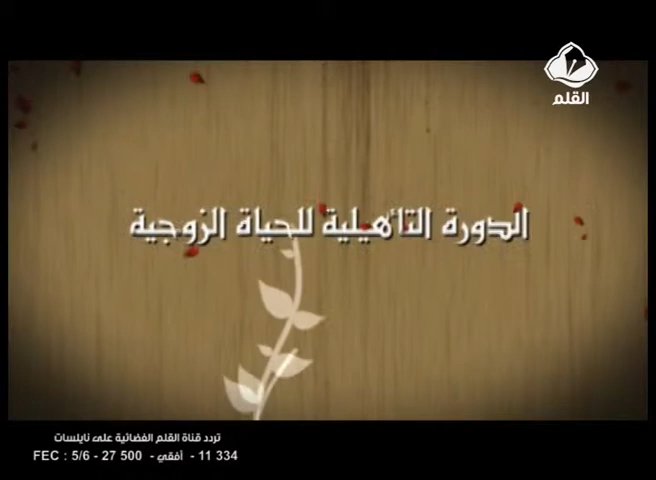 القلم
الدورة التأهيلية للحياة الزوجية
تردد قناة القلم الفضائية على نايلسات
11 334 - أفقي - FEC : 5/6 - 27 500